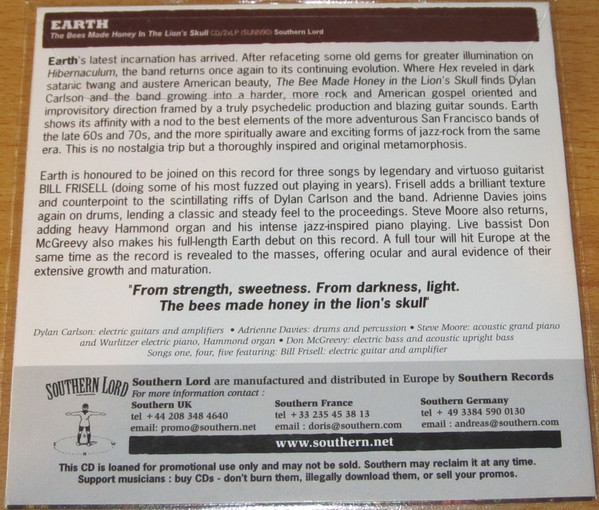 EARTH
The Bees Made Honey In The Lion's Skull CD/2xLP (SUNN90) Southern Lord
Earth's latest incarnation has arrived. After refaceting some old gems for greater illumination on
Hibernaculum, the band returns once again to its continuing evolution. Where Hex reveled in dark
satanic twang and austere American beauty, The Bee Made Honey in the Lion's Skull finds Dylan
Carlson and the band growing into a harder, more rock and American gospel oriented and
improvisitory direction framed by a truly psychedelic production and blazing guitar sounds. Earth
shows its affinity with a nod to the best elements of the more adventurous San Francisco bands of
the late 60s and 70s, and the more spiritually aware and exciting forms of jazz-rock from the same
era. This is no nostalgia trip but a thoroughly inspired and original metamorphosis.
Earth is honoured to be joined on this record for three songs by legendary and virtuoso guitarist
BILL FRISELL (doing some of his most fuzzed out playing in years). Frisell adds a brilliant texture
and counterpoint to the scintillating riffs of Dylan Carlson and the band. Adrienne Davies joins
again on drums, lending a classic and steady feel to the proceedings. Steve Moore also returns,
adding heavy Hammond organ and his intense jazz-inspired piano playing. Live bassist Don
McGreevy also makes his full-length Earth debut on this record. A full tour will hit Europe at the
same time as the record is revealed to the masses, offering ocular and aural evidence of their
extensive growth and maturation.
"From strength, sweetness. From darkness, light.
The bees made honey in the lion's skull"
Dylan Carlson: electric guitars and amplifiers • Adrienne Davies: drums and percussion • Steve Moore: acoustic grand piano
and Wurlitzer electric piano, Hammond organ • Don McGreevy: electric bass and acoustic upright bass
Songs one, four, five featuring: Bill Frisell: electric guitar and amplifier
SOUTHERN LORD
Southern Lord are manufactured and distributed in Europe by Southern Records
For more information contact :
Southern UK
tel +44 208 348 4640
email: promo@southern.net
Southern France
tel +33 235 45 38 13
email : doris@southern.com
Southern Germany
tel + 49 3384 590 0130
email : andreas@southern.com
www.southern.net
This CD is loaned for promotional use only and may not be sold. Southern may reclaim it at any time.
Support musicians : buy CDs - don't burn them, illegally download them, or sell your promos.